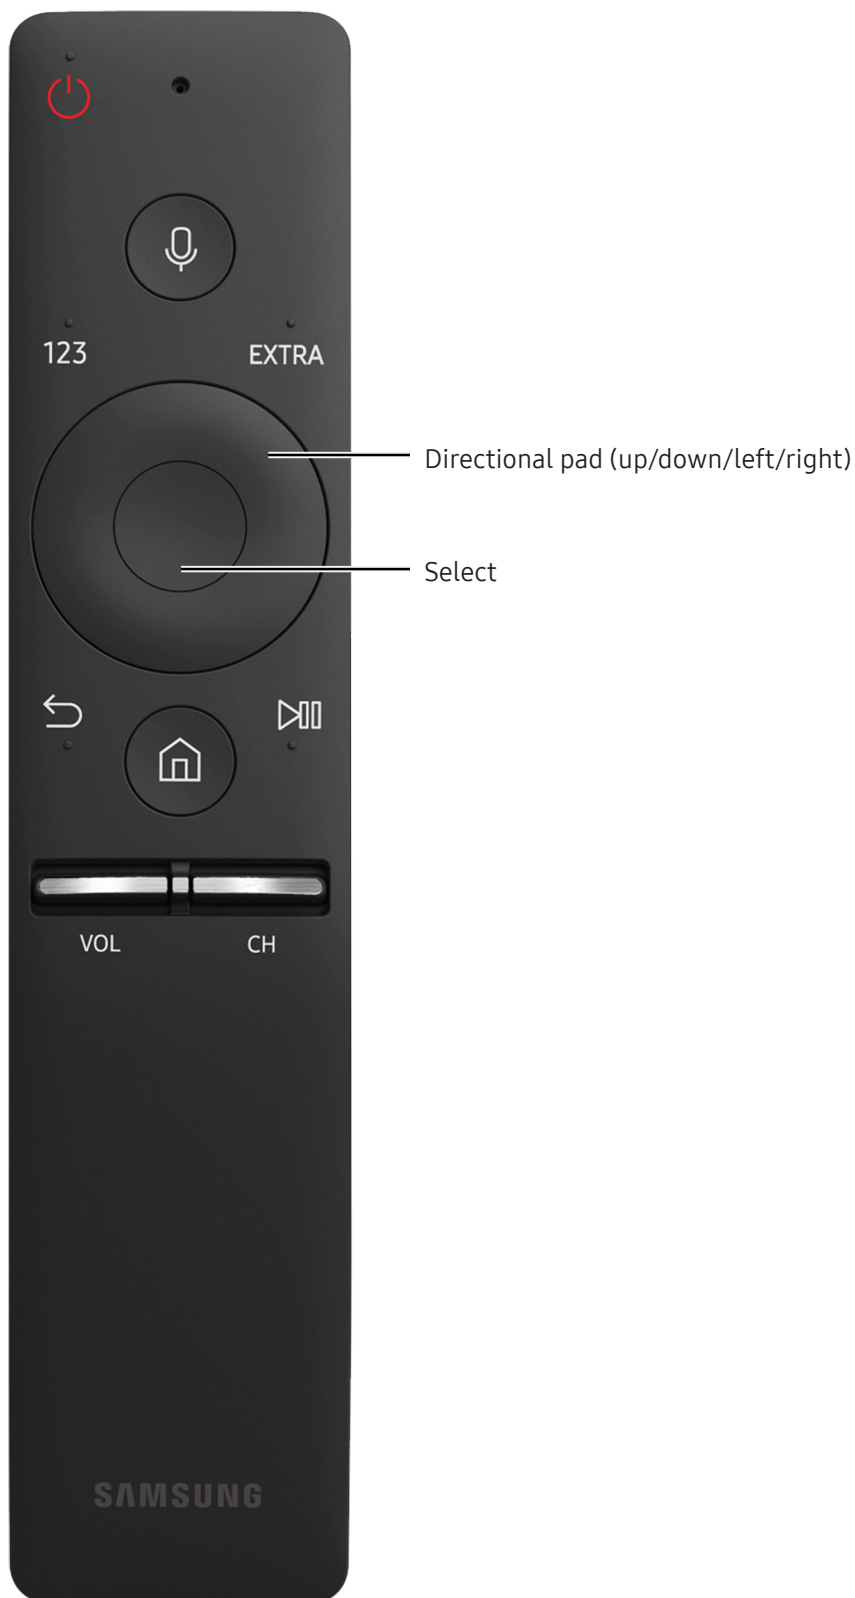 123
EXTRA
Directional pad (up/down/left/right)
Select
VOL
CH
SAMSUNG